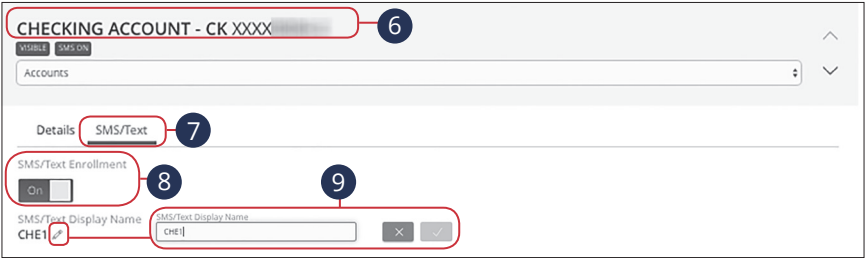 CHECKING ACCOUNT - CK XXXX
6
VISIBLE SMS ON
Accounts
Details SMS/Text
7
SMS/Text Enrollment
On
8
9
SMS/Text Display Name
CHE1
SMS/Text Display Name
CHE1